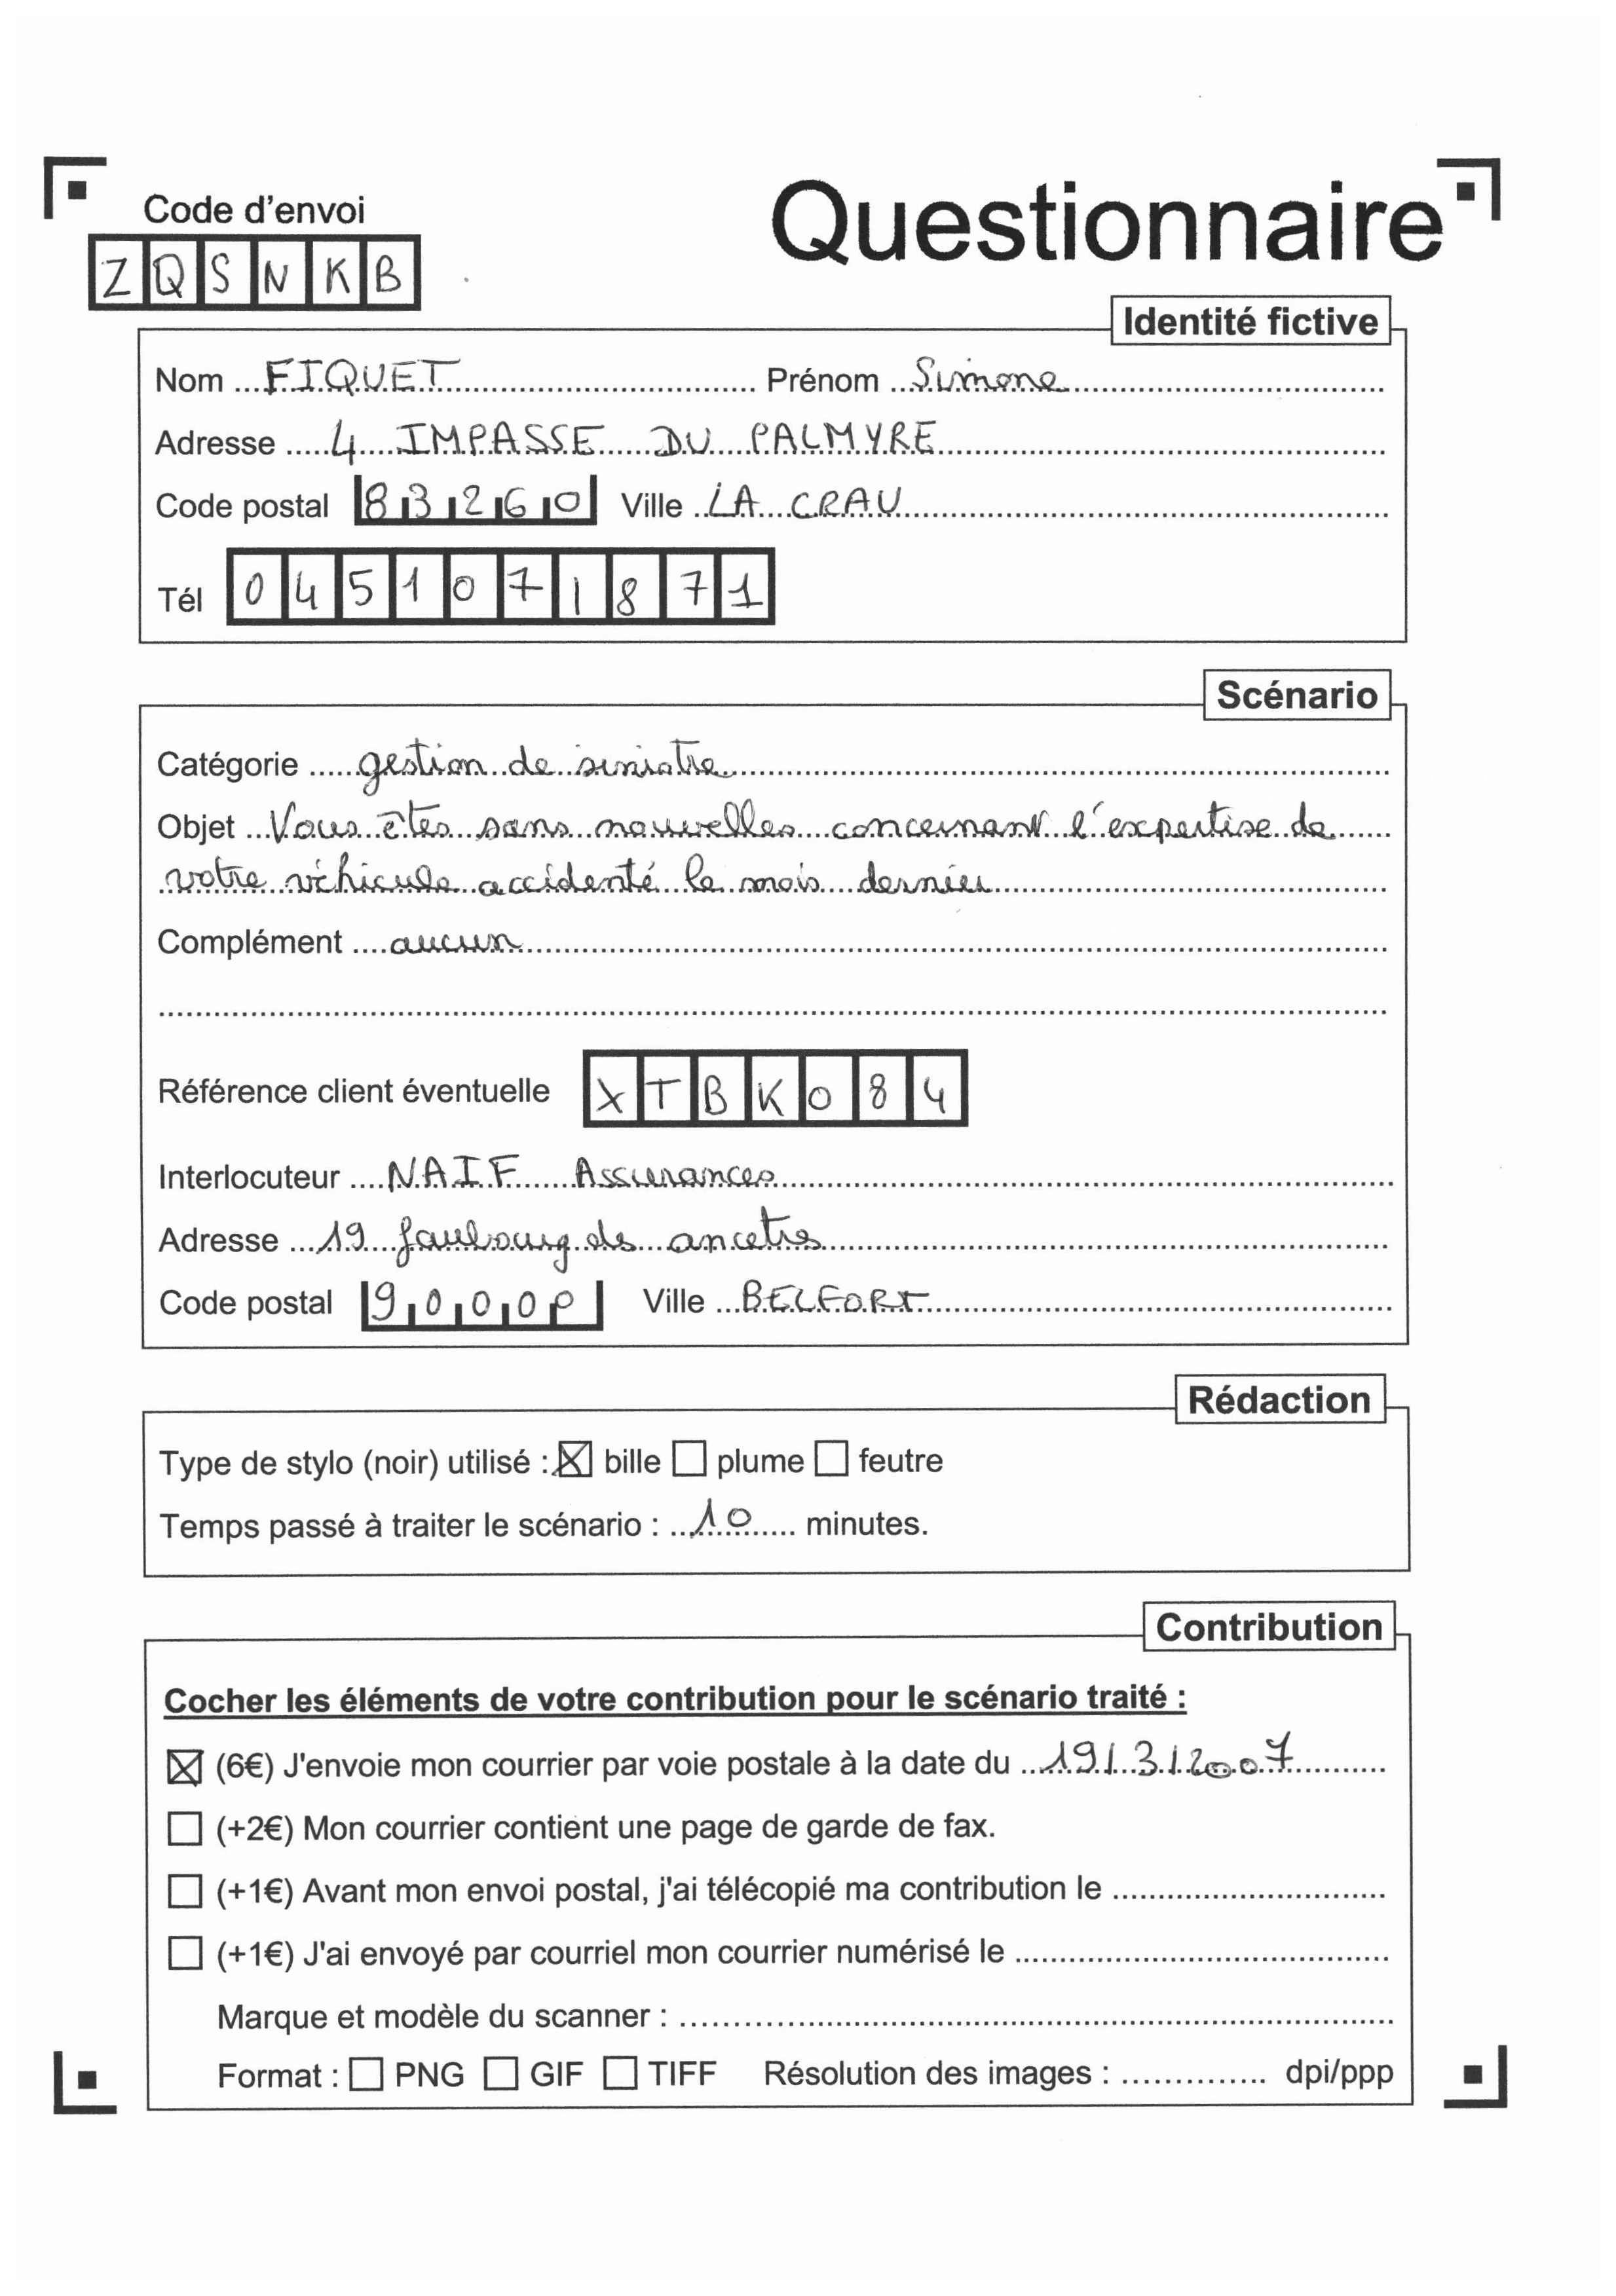 Code d'envoi
Questionnaire
ZQSNKB
Identité fictive
Nom FIQUET Prénom Simone
Adresse 4 IMPASSE DU PALMYRE
Code postal 83260 Ville LA CRAU
Tél 0451071871
Scénario
Catégorie gestion de sinistre
Objet Vous êtes sans nouvelles concernant l'expertise de
votre véhicule accidenté le mois dernier
Complément aucun
Référence client éventuelle XTBK084
Interlocuteur NAIF Assurances
Adresse 19 faubourg des ancetres
Code postal 90000 Ville BELFORT
Rédaction
Type de stylo (noir) utilisé : ☒ bille ☐ plume ☐ feutre
Temps passé à traiter le scénario : 10 minutes.
Contribution
Cocher les éléments de votre contribution pour le scénario traité :
☒ (6€) J'envoie mon courrier par voie postale à la date du 19/3/2007
☐ (+2€) Mon courrier contient une page de garde de fax.
☐ (+1€) Avant mon envoi postal, j'ai télécopié ma contribution le
☐ (+1€) J'ai envoyé par courriel mon courrier numérisé le
Marque et modèle du scanner :
Format : ☐ PNG ☐ GIF ☐ TIFF Résolution des images : dpi/ppp